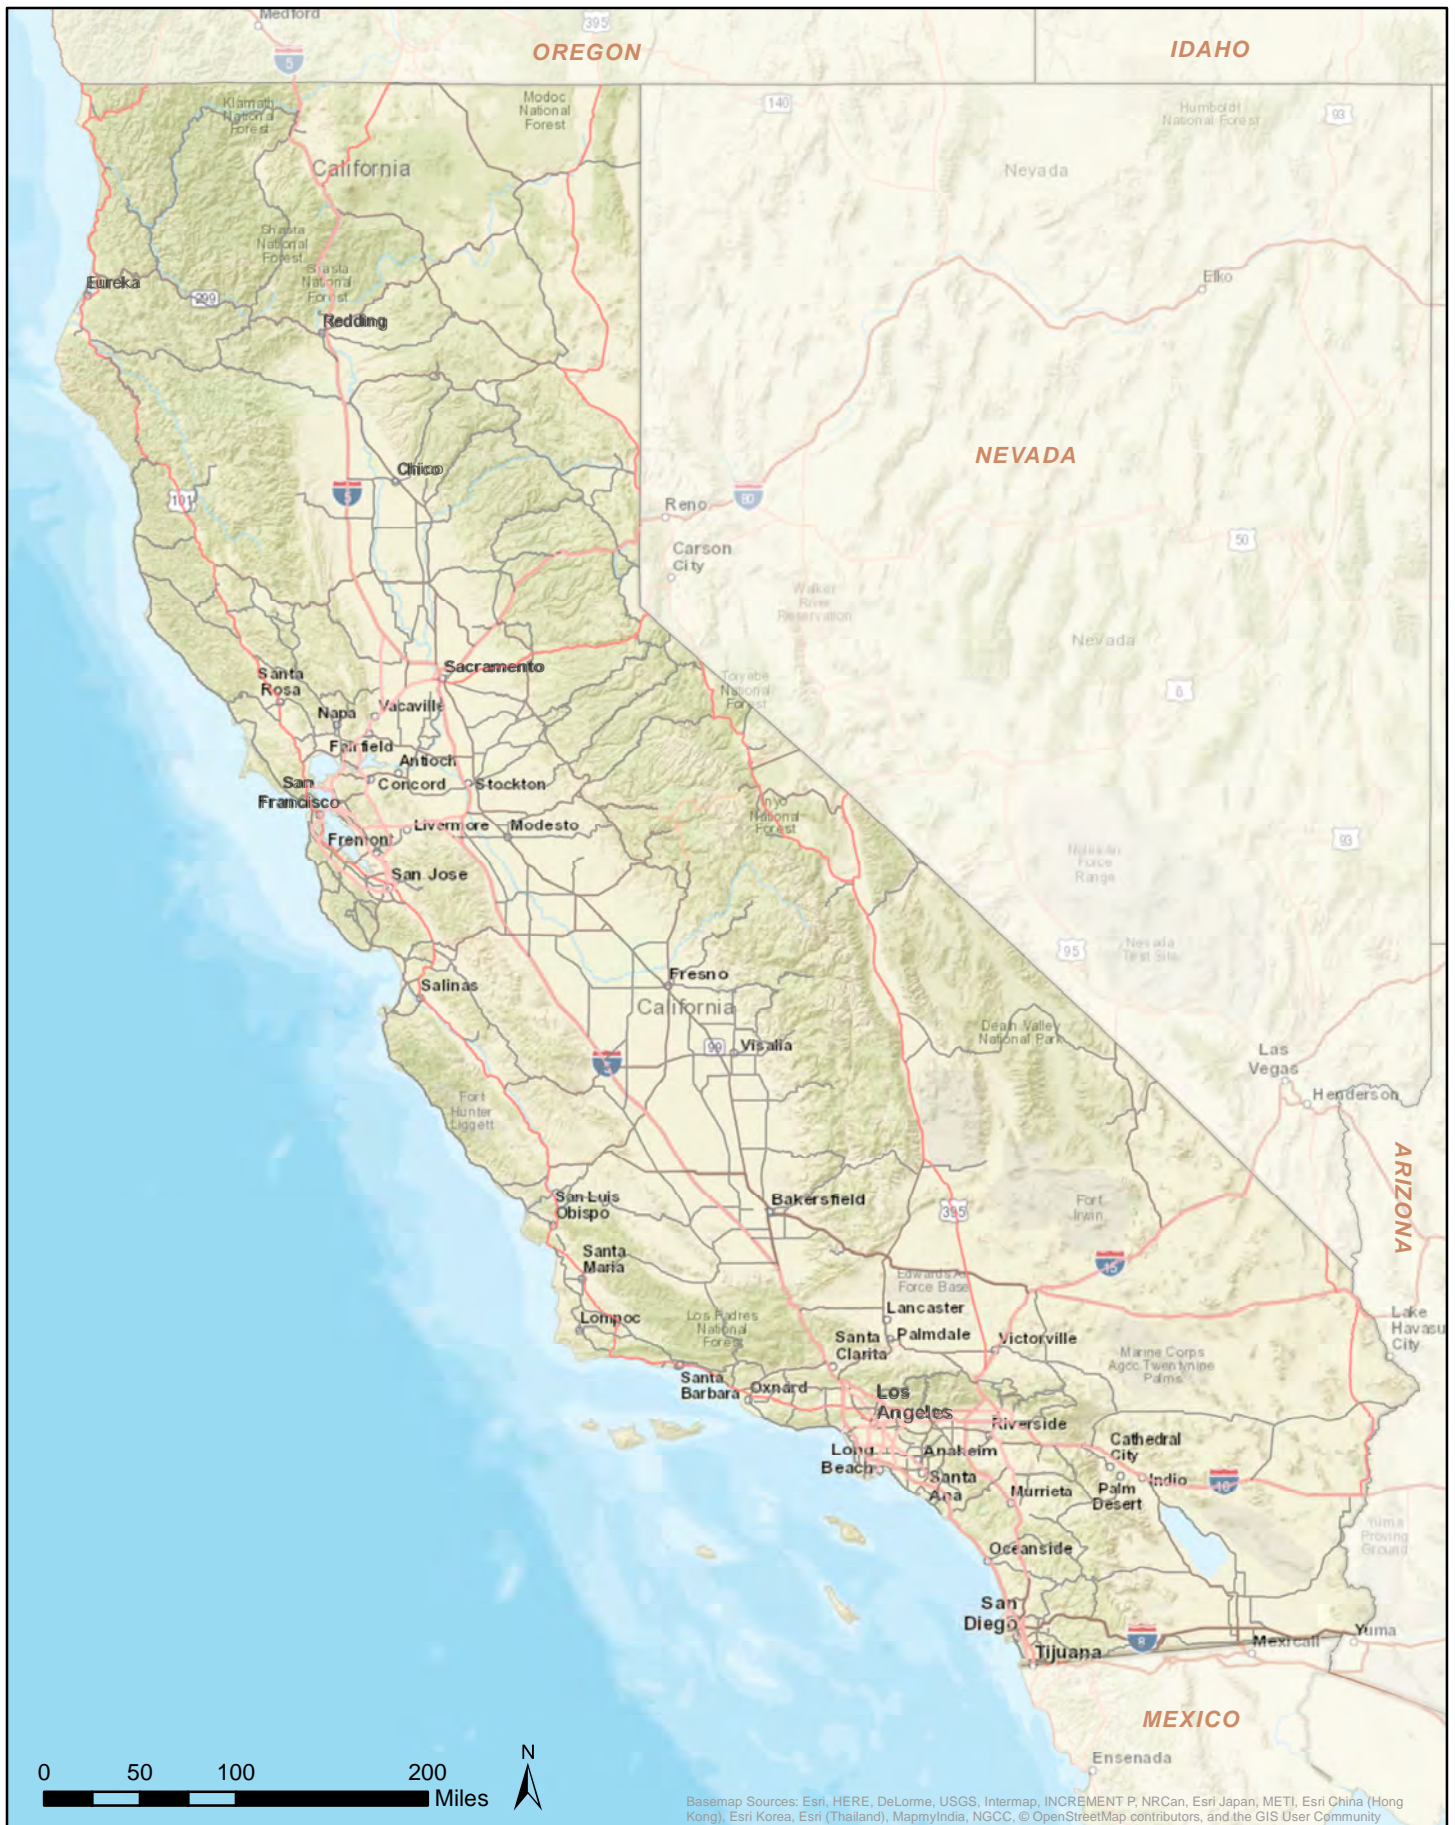 Medford
395
OREGON
IDAHO
5
Klamath
National
Forest
Modoc
National
Forest
140
Humboldt
National Forest
93
California
Nevada
Shasta
National
Forest
Shasta
National
Forest
Eureka
299
Elko
Redding
NEVADA
Chico
101
5
80
Reno
50
Carson
City
Walker
River
Reservation
Nevada
Sacramento
Santa
Rosa
Toiyabe
National
Forest
6
Napa
Vacaville
Fairfield
Antioch
San
Francisco
Concord
Stockton
Inyo
National
Forest
Livermore
Modesto
Fremont
93
Force
Range
San Jose
95
Nevada
Test Site
Fresno
Salinas
California
Death Valley
National Park
99
Visalia
5
Las
Vegas
Henderson
Fort
Hunter
Liggett
ARIZONA
San Luis
Obispo
Bakersfield
395
Fort
Irwin
Santa
Maria
15
Edwards A
Force Base
Lancaster
Lompoc
Los Padres
National
Forest
Santa
Clarita
Palmdale
Victorville
Lake
Havasu
City
Marine Corps
Agcc Twentynine
Palms
Santa
Barbara
Oxnard
Los
Angeles
Riverside
Long
Beach
Anaheim
Cathedral
City
Santa
Ana
Murrieta
Palm
Desert
Indio
10
Yuma
Proving
Ground
Oceanside
San
Diego
8
Tijuana
Mexicali
Yuma
MEXICO
Ensenada
0 50 100 200
Miles
N
Basemap Sources: Esri, HERE, DeLorme, USGS, Intermap, INCREMENT P, NRCan, Esri Japan, METI, Esri China (Hong
Kong), Esri Korea, Esri (Thailand), MapmyIndia, NGCC, © OpenStreetMap contributors, and the GIS User Community